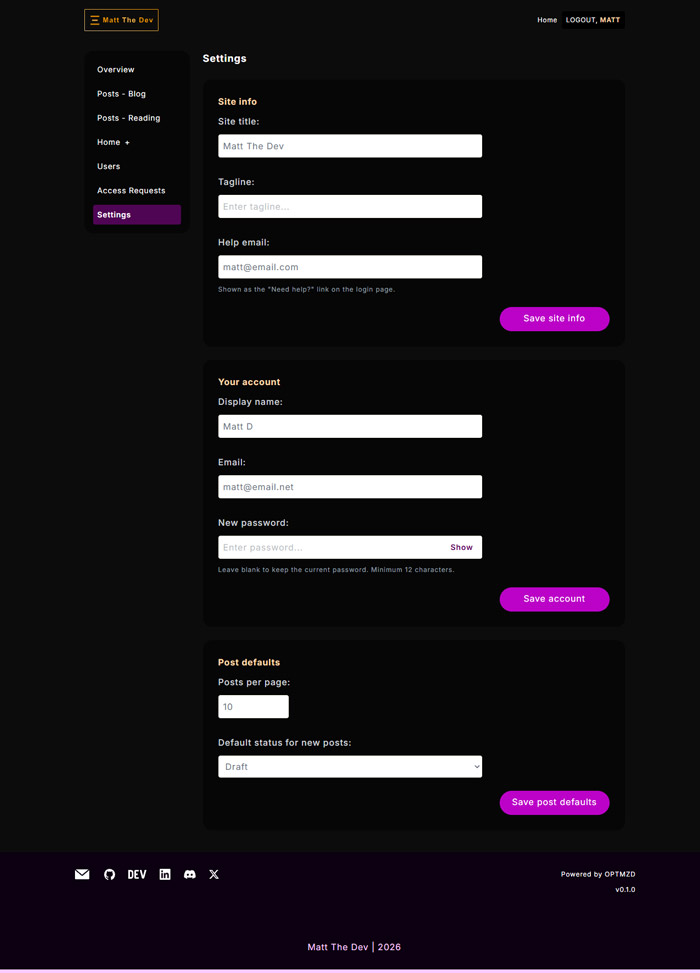 Matt The Dev
Home LOGOUT, MATT
Overview
Posts - Blog
Posts - Reading
Home +
Users
Access Requests
Settings
Settings
Site info
Site title:
Matt The Dev
Tagline:
Enter tagline...
Help email:
matt@email.com
Shown as the "Need help?" link on the login page.
Save site info
Your account
Display name:
Matt D
Email:
matt@email.net
New password:
Enter password... Show
Leave blank to keep the current password. Minimum 12 characters.
Save account
Post defaults
Posts per page:
10
Default status for new posts:
Draft
Save post defaults
DEV
Powered by OPTMZD
v0.1.0
Matt The Dev | 2026